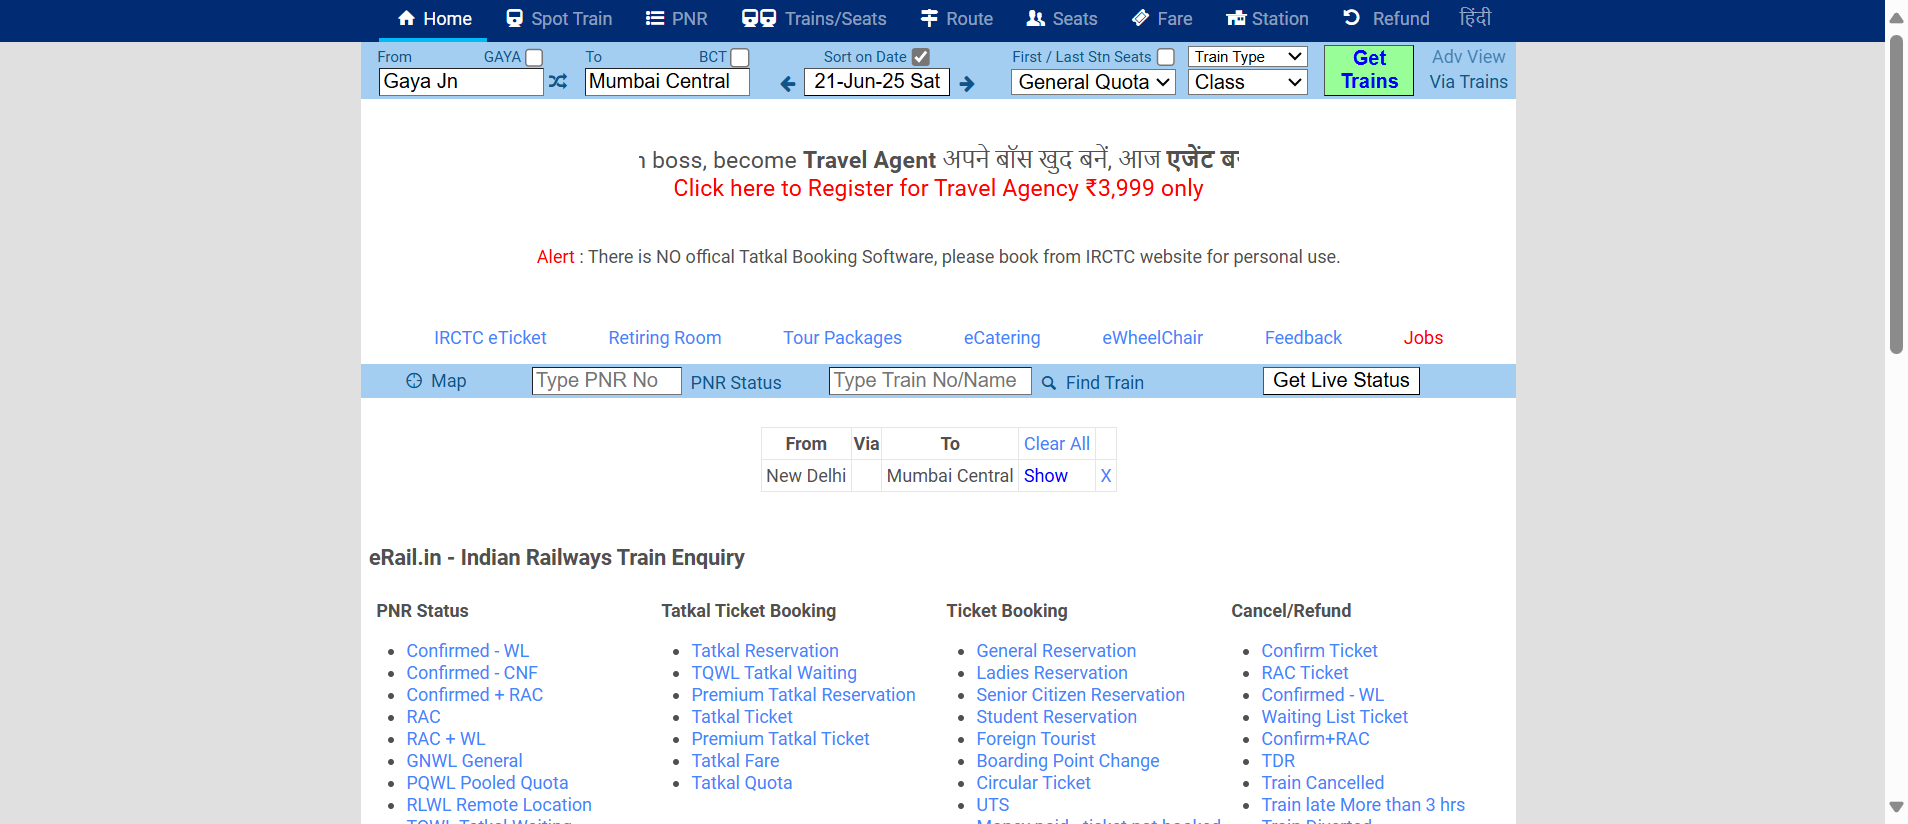 Home Spot Train PNR Trains/Seats Route Seats Fare Station Refund हिंदी
From GAYA To BCT Sort on Date First / Last Stn Seats Train Type Get Trains Adv View
Gaya Jn Mumbai Central 21-Jun-25 Sat General Quota Class Via Trains
boss, become Travel Agent अपने बॉस खुद बनें, आज एजेंट
Click here to Register for Travel Agency ₹3,999 only
Alert : There is NO offical Tatkal Booking Software, please book from IRCTC website for personal use.
IRCTC eTicket Retiring Room Tour Packages eCatering eWheelChair Feedback Jobs
Map Type PNR No PNR Status Type Train No/Name Find Train Get Live Status
From Via To Clear All
New Delhi Mumbai Central Show X
eRail.in - Indian Railways Train Enquiry
PNR Status
Confirmed - WL
Confirmed - CNF
Confirmed + RAC
RAC
RAC + WL
GNWL General
PQWL Pooled Quota
RLWL Remote Location
Tatkal Ticket Booking
Tatkal Reservation
TQWL Tatkal Waiting
Premium Tatkal Reservation
Tatkal Ticket
Premium Tatkal Ticket
Tatkal Fare
Tatkal Quota
Ticket Booking
General Reservation
Ladies Reservation
Senior Citizen Reservation
Student Reservation
Foreign Tourist
Boarding Point Change
Circular Ticket
UTS
Cancel/Refund
Confirm Ticket
RAC Ticket
Confirmed - WL
Waiting List Ticket
Confirm+RAC
TDR
Train Cancelled
Train late More than 3 hrs